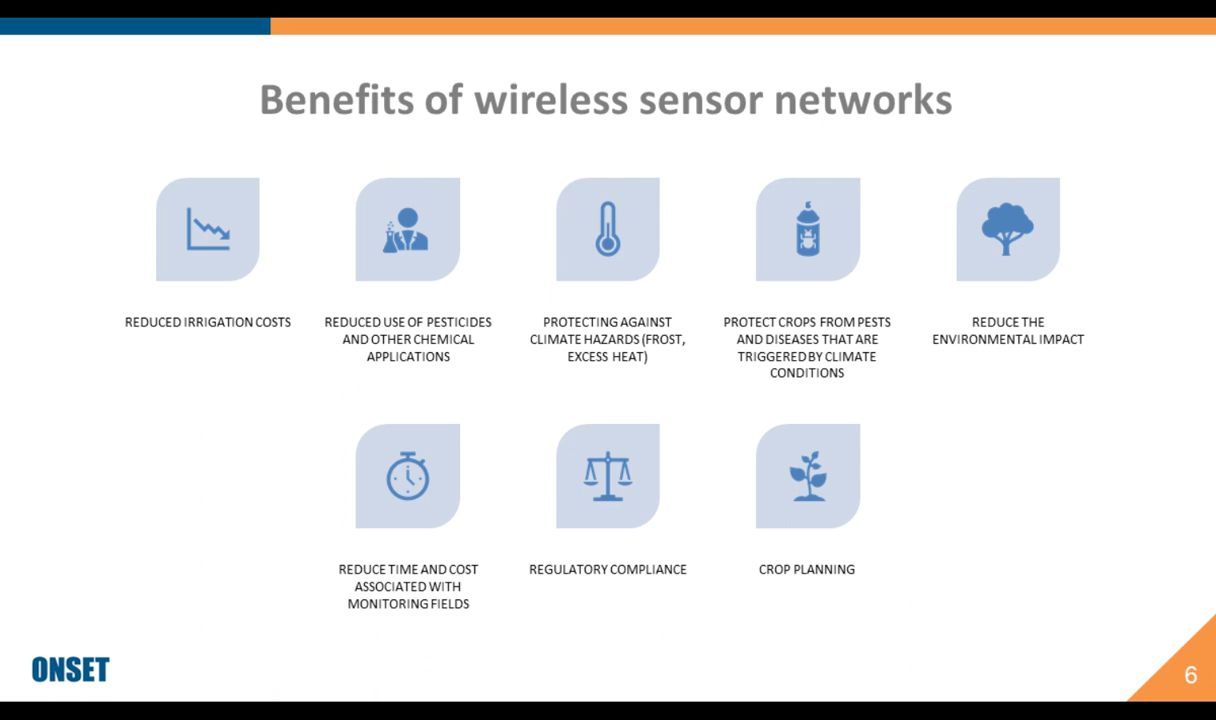 Benefits of wireless sensor networks
REDUCED IRRIGATION COSTS
REDUCED USE OF PESTICIDES
AND OTHER CHEMICAL
APPLICATIONS
PROTECTING AGAINST
CLIMATE HAZARDS (FROST,
EXCESS HEAT)
PROTECT CROPS FROM PESTS
AND DISEASES THAT ARE
TRIGGERED BY CLIMATE
CONDITIONS
REDUCE THE
ENVIRONMENTAL IMPACT
REDUCE TIME AND COST
ASSOCIATED WITH
MONITORING FIELDS
REGULATORY COMPLIANCE
CROP PLANNING
ONSET
6